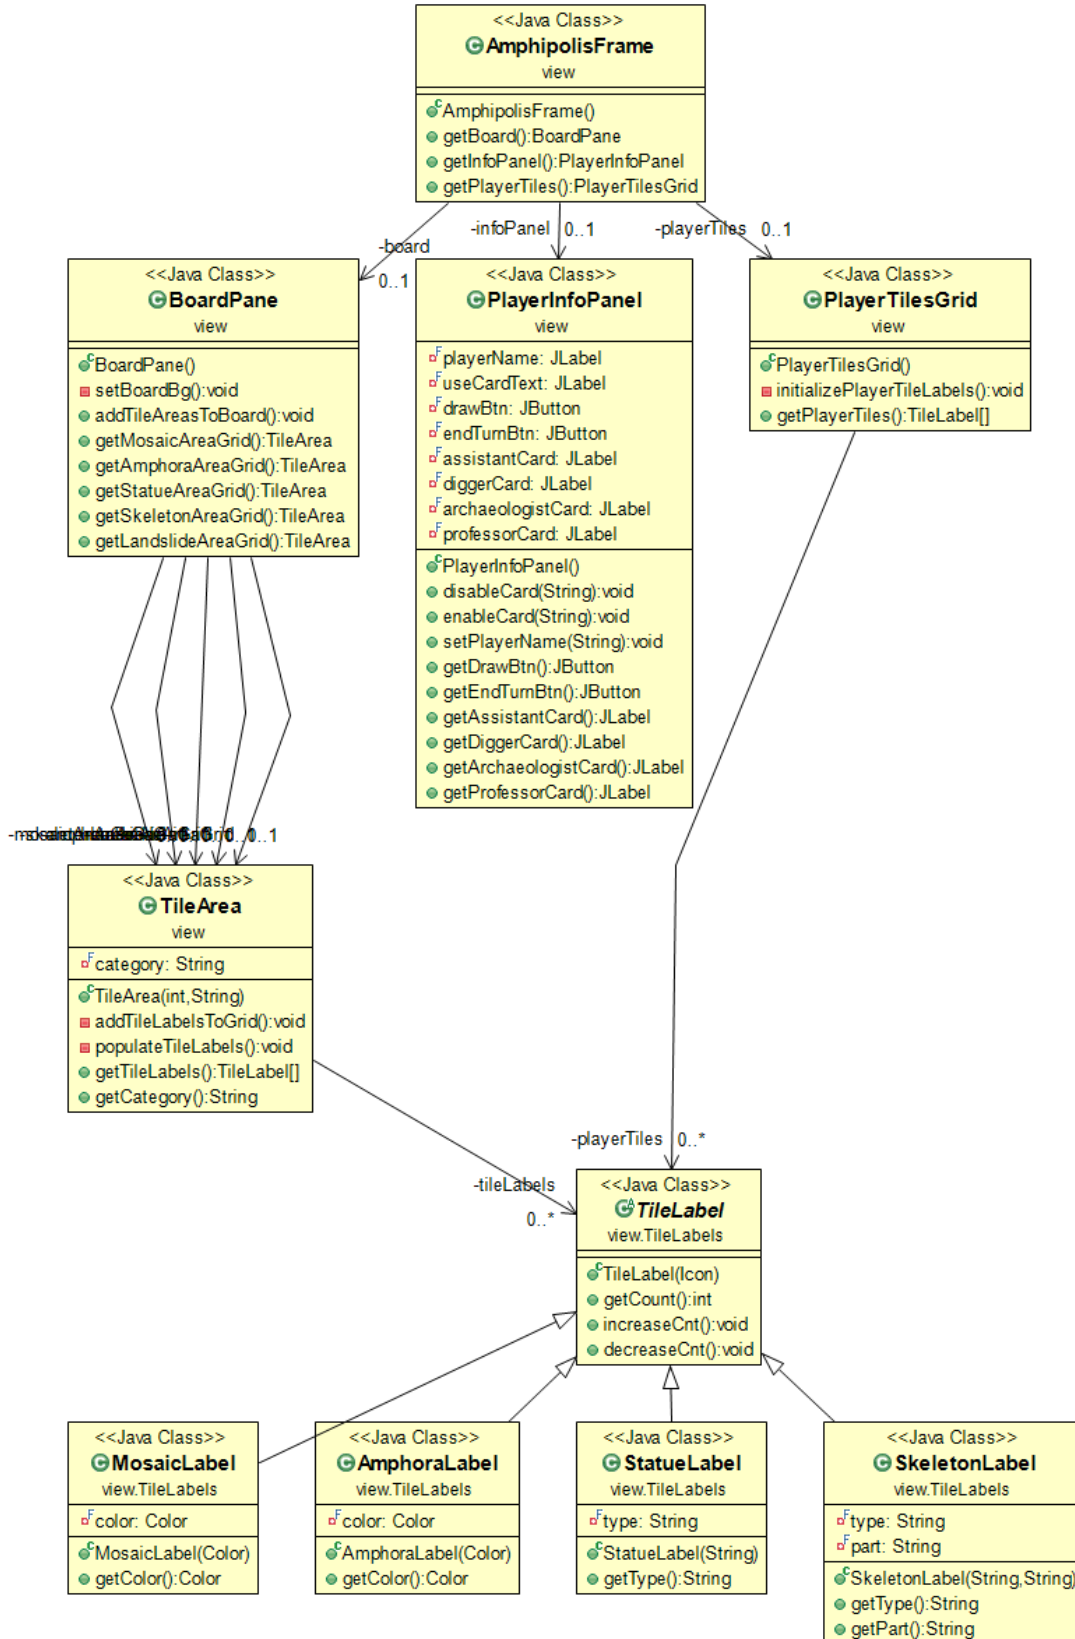 <<Java Class>>
AmphipolisFrame
view
AmphipolisFrame()
getBoard():BoardPane
getInfoPanel():PlayerInfoPanel
getPlayerTiles():PlayerTilesGrid
-board
0..1
-infoPanel 0..1
-playerTiles 0..1
<<Java Class>>
BoardPane
view
BoardPane()
setBoardBg():void
addTileAreasToBoard():void
getMosaicAreaGrid():TileArea
getAmphoraAreaGrid():TileArea
getStatueAreaGrid():TileArea
getSkeletonAreaGrid():TileArea
getLandslideAreaGrid():TileArea
<<Java Class>>
PlayerInfoPanel
view
playerName: JLabel
useCardText: JLabel
drawBtn: JButton
endTurnBtn: JButton
assistantCard: JLabel
diggerCard: JLabel
archaeologistCard: JLabel
professorCard: JLabel
PlayerInfoPanel()
disableCard(String):void
enableCard(String):void
setPlayerName(String):void
getDrawBtn():JButton
getEndTurnBtn():JButton
getAssistantCard():JLabel
getDiggerCard():JLabel
getArchaeologistCard():JLabel
getProfessorCard():JLabel
<<Java Class>>
PlayerTilesGrid
view
PlayerTilesGrid()
initializePlayerTileLabels():void
getPlayerTiles():TileLabel[]
0..1
<<Java Class>>
TileArea
view
category: String
TileArea(int,String)
addTileLabelsToGrid():void
populateTileLabels():void
getTileLabels():TileLabel[]
getCategory():String
-playerTiles 0..*
-tileLabels
0..*
<<Java Class>>
TileLabel
view.TileLabels
TileLabel(Icon)
getCount():int
increaseCnt():void
decreaseCnt():void
<<Java Class>>
MosaicLabel
view.TileLabels
color: Color
MosaicLabel(Color)
getColor():Color
<<Java Class>>
AmphoraLabel
view.TileLabels
color: Color
AmphoraLabel(Color)
getColor():Color
<<Java Class>>
StatueLabel
view.TileLabels
type: String
StatueLabel(String)
getType():String
<<Java Class>>
SkeletonLabel
view.TileLabels
type: String
part: String
SkeletonLabel(String,String)
getType():String
getPart():String